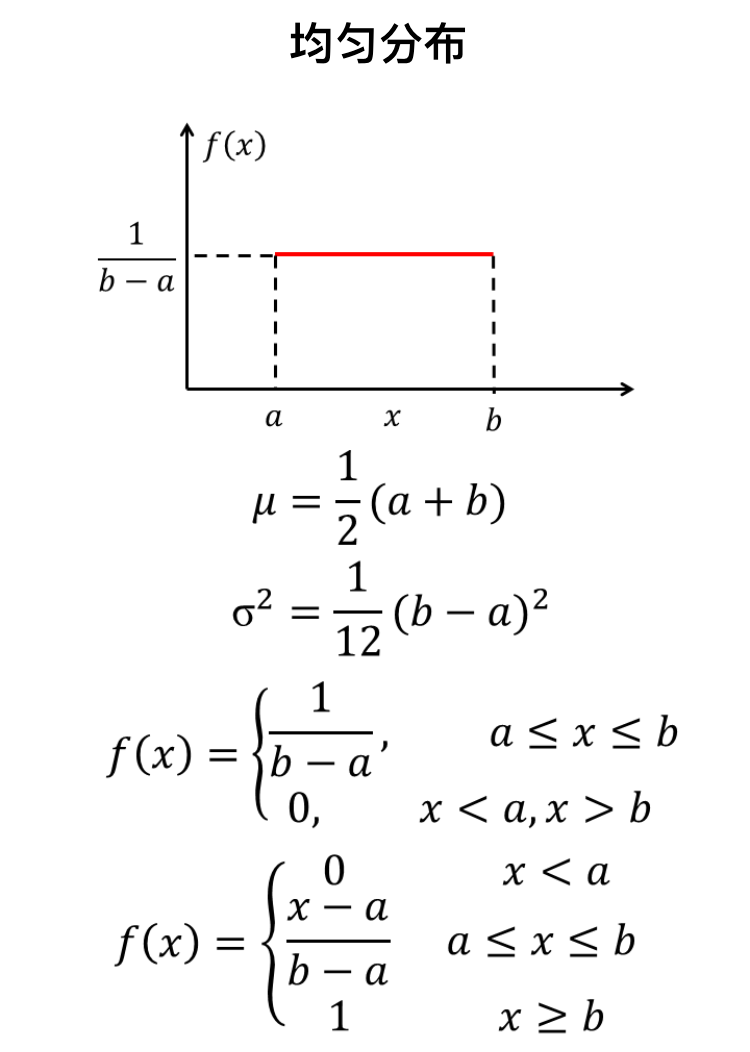 均匀分布
f(x)
1/(b − a)
a x b
μ = 1/2 (a + b)
σ² = 1/12 (b − a)²
f(x) = { 1/(b − a), a ≤ x ≤ b
0, x < a, x > b
f(x) = { 0 x < a
(x − a)/(b − a) a ≤ x ≤ b
1 x ≥ b